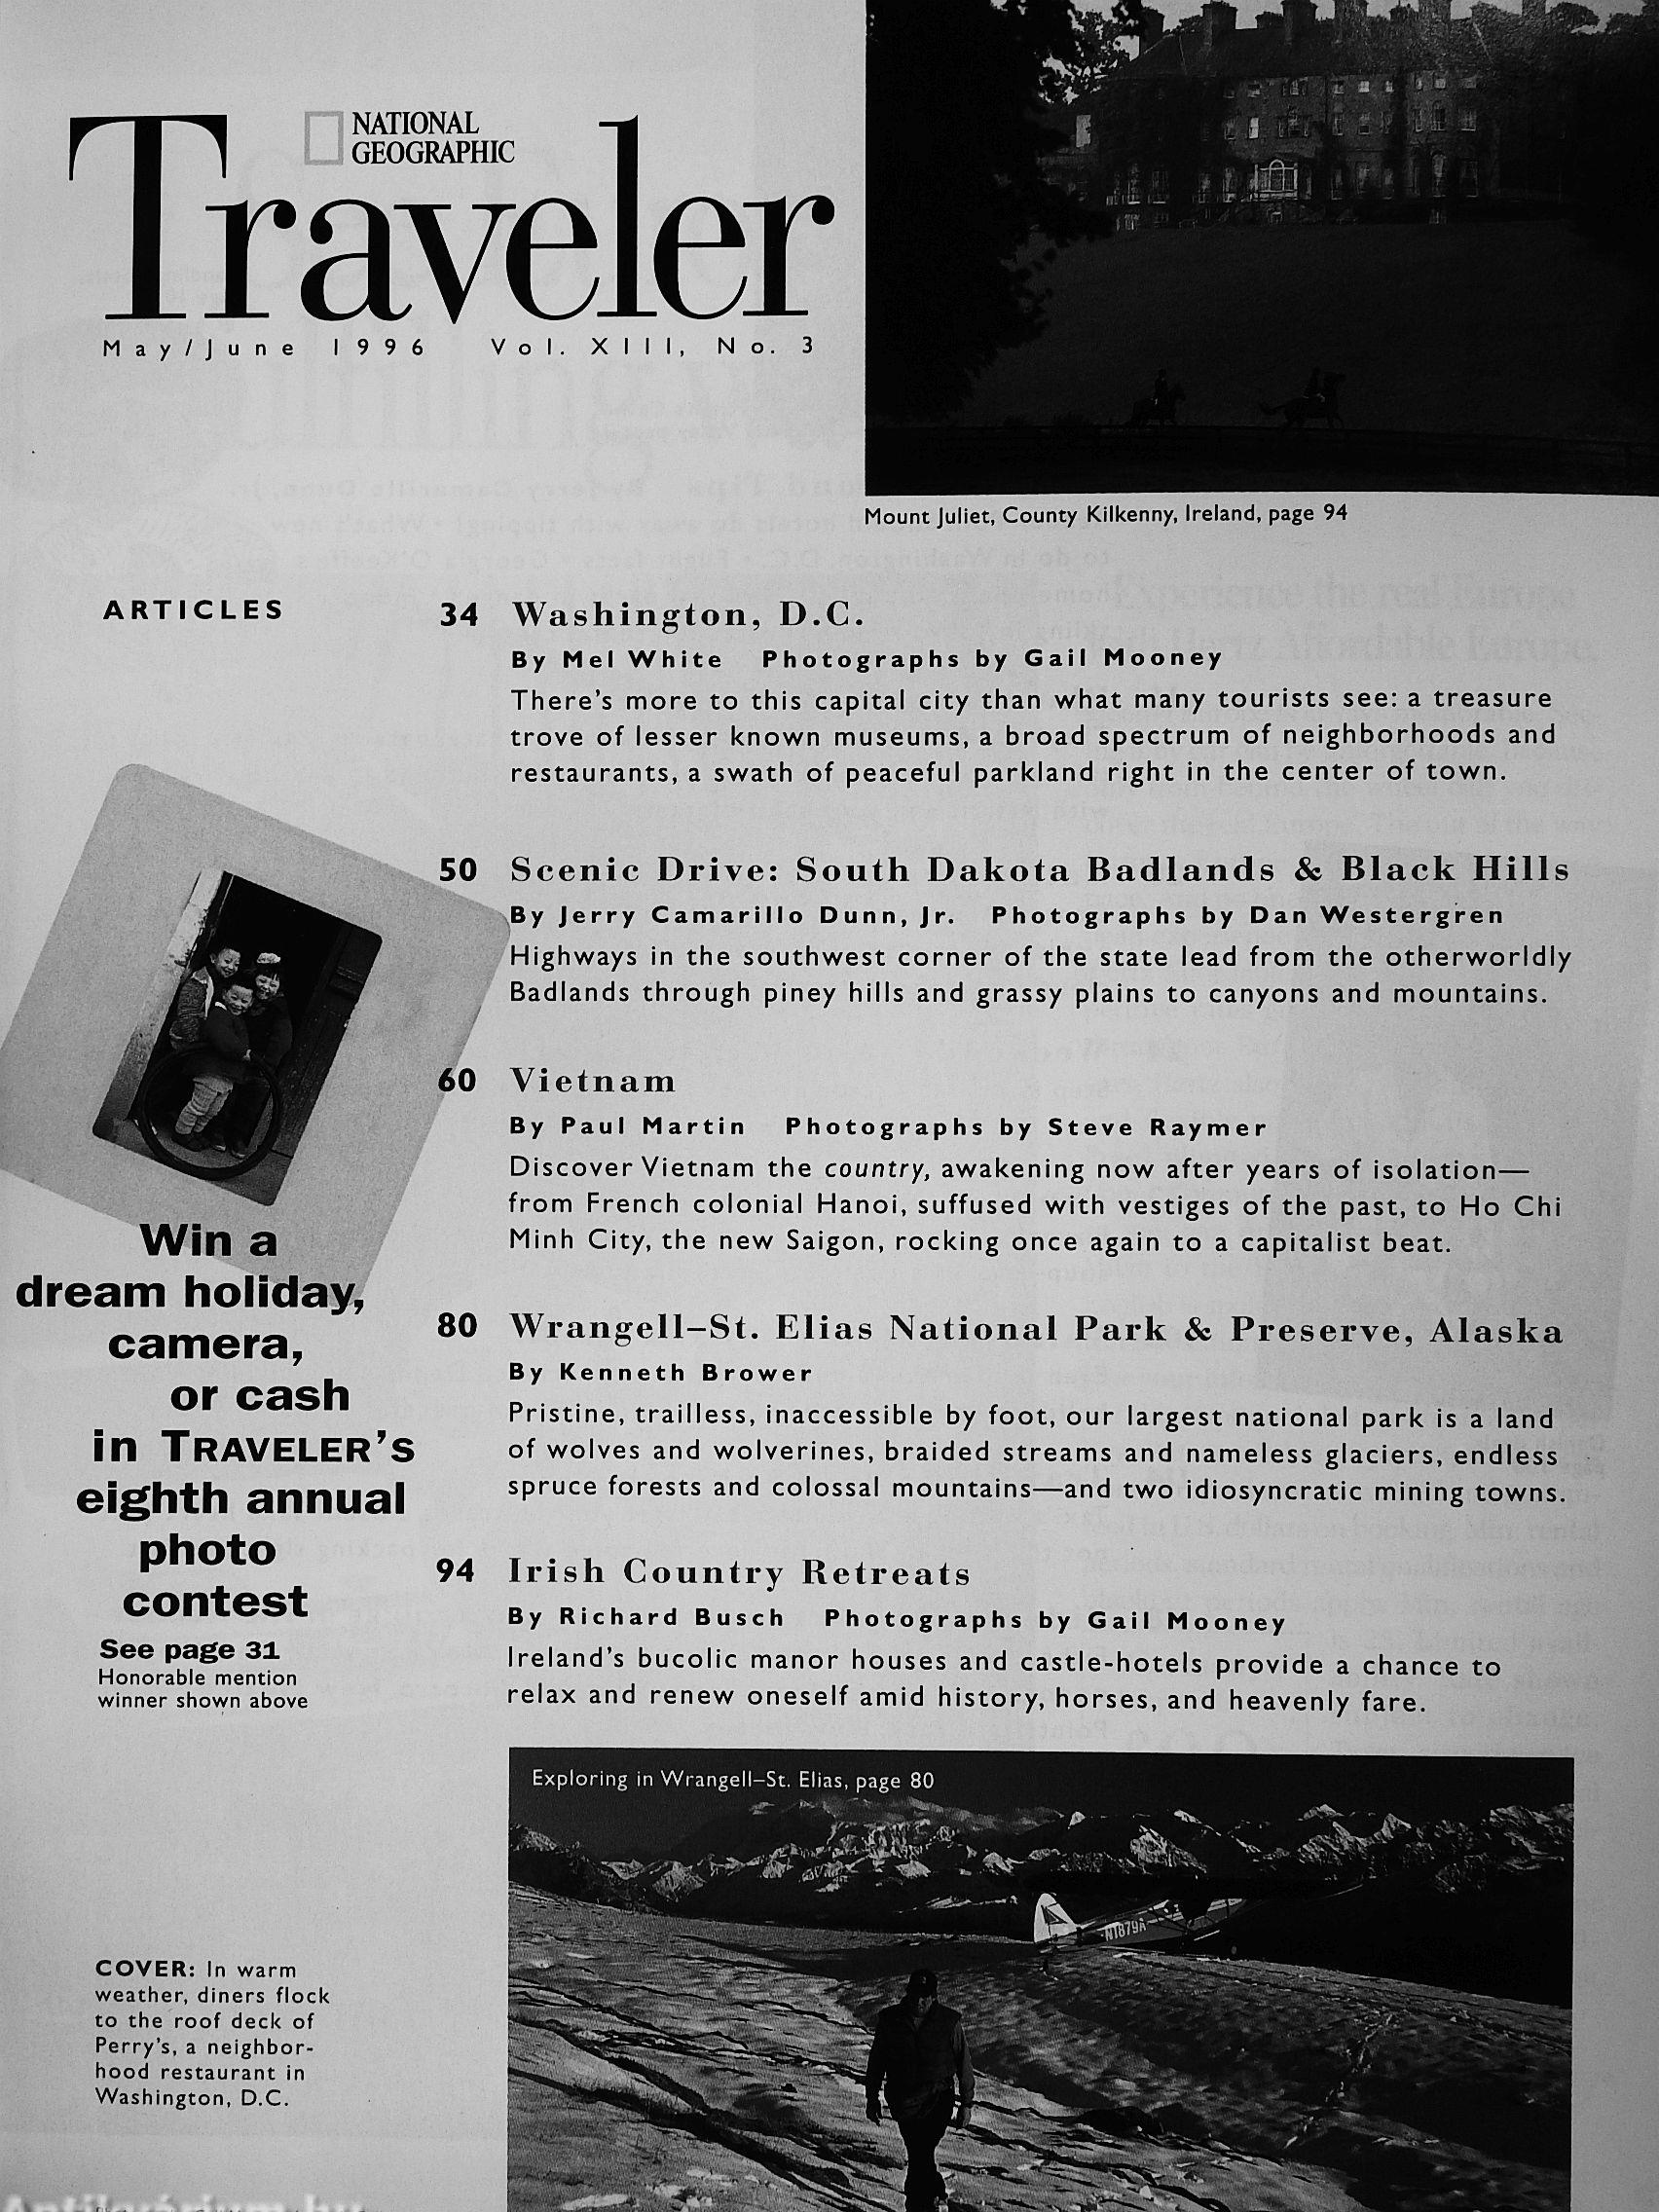 NATIONAL
GEOGRAPHIC
Traveler
May/June 1996 Vol. XIII, No. 3
Mount Juliet, County Kilkenny, Ireland, page 94
ARTICLES
34 Washington, D.C.
By Mel White Photographs by Gail Mooney
There's more to this capital city than what many tourists see: a treasure
trove of lesser known museums, a broad spectrum of neighborhoods and
restaurants, a swath of peaceful parkland right in the center of town.
50 Scenic Drive: South Dakota Badlands & Black Hills
By Jerry Camarillo Dunn, Jr. Photographs by Dan Westergren
Highways in the southwest corner of the state lead from the otherworldly
Badlands through piney hills and grassy plains to canyons and mountains.
60 Vietnam
By Paul Martin Photographs by Steve Raymer
Discover Vietnam the country, awakening now after years of isolation—
from French colonial Hanoi, suffused with vestiges of the past, to Ho Chi
Minh City, the new Saigon, rocking once again to a capitalist beat.
80 Wrangell–St. Elias National Park & Preserve, Alaska
By Kenneth Brower
Pristine, trailless, inaccessible by foot, our largest national park is a land
of wolves and wolverines, braided streams and nameless glaciers, endless
spruce forests and colossal mountains—and two idiosyncratic mining towns.
94 Irish Country Retreats
By Richard Busch Photographs by Gail Mooney
Ireland's bucolic manor houses and castle-hotels provide a chance to
relax and renew oneself amid history, horses, and heavenly fare.
Win a
dream holiday,
camera,
or cash
in TRAVELER'S
eighth annual
photo
contest
See page 31
Honorable mention
winner shown above
Exploring in Wrangell–St. Elias, page 80
N1879A
COVER: In warm
weather, diners flock
to the roof deck of
Perry's, a neighbor-
hood restaurant in
Washington, D.C.
Antikvárium.hu